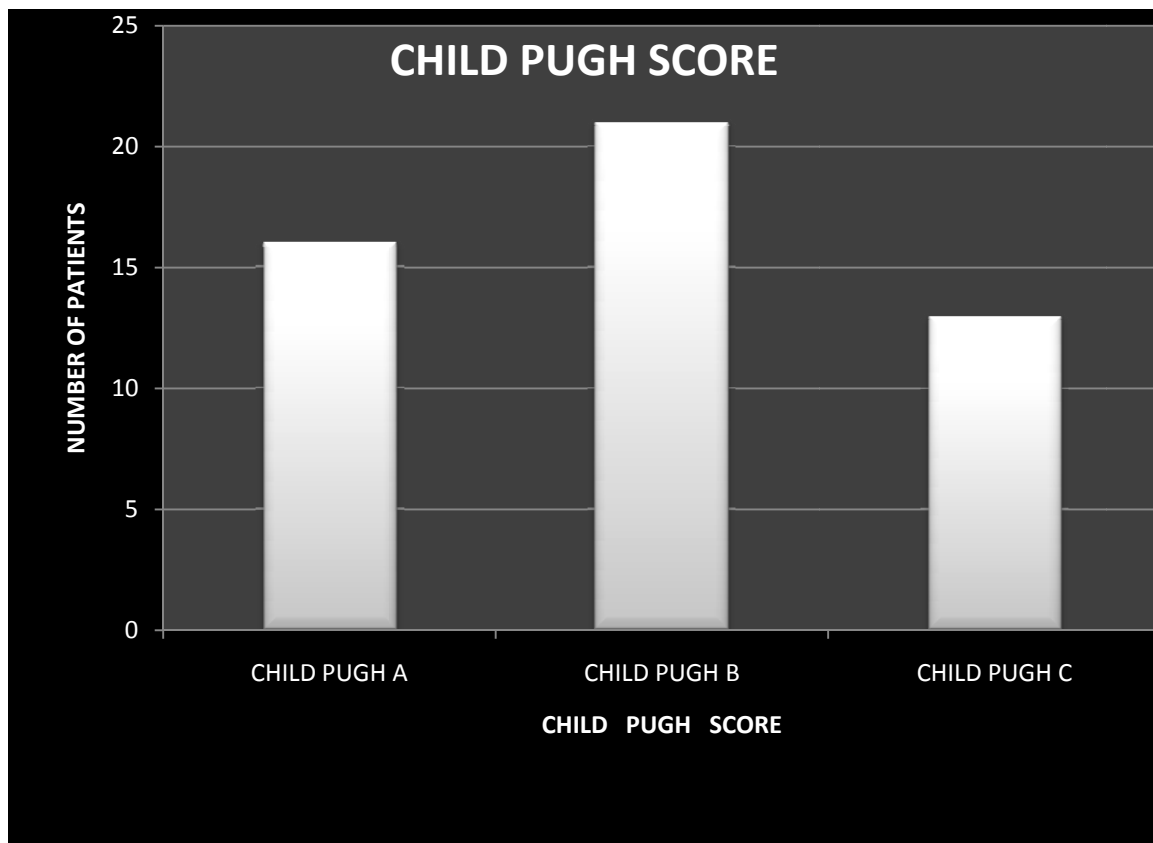 CHILD PUGH SCORE
25
20
15
10
5
0
NUMBER OF PATIENTS
CHILD PUGH A
CHILD PUGH B
CHILD PUGH C
CHILD PUGH SCORE